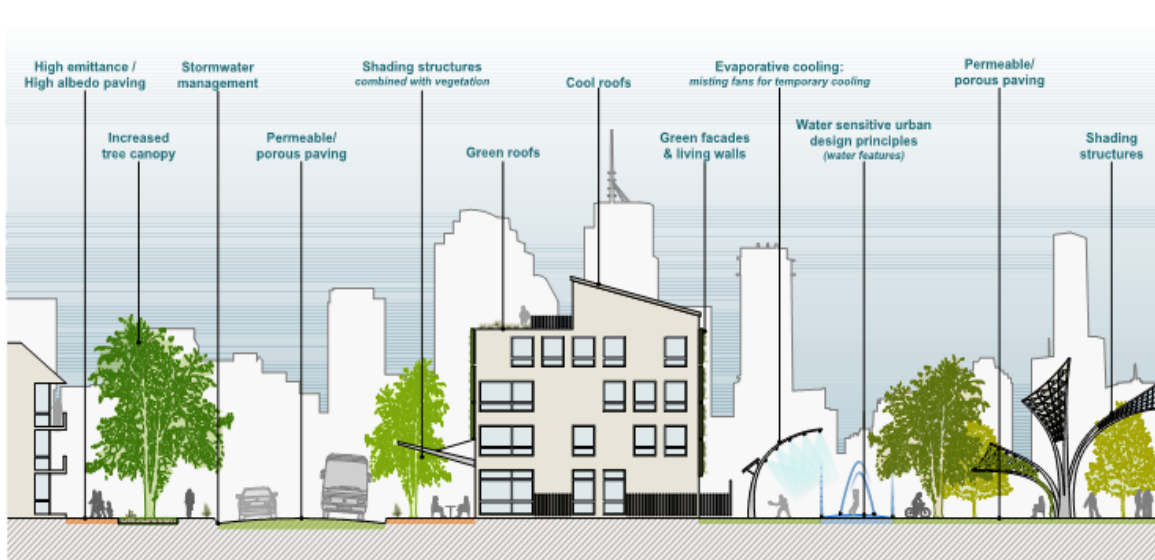 High emittance /
High albedo paving
Stormwater
management
Shading structures
combined with vegetation
Cool roofs
Evaporative cooling:
misting fans for temporary cooling
Permeable/
porous paving
Increased
tree canopy
Permeable/
porous paving
Green roofs
Green facades
& living walls
Water sensitive urban
design principles
(water features)
Shading
structures